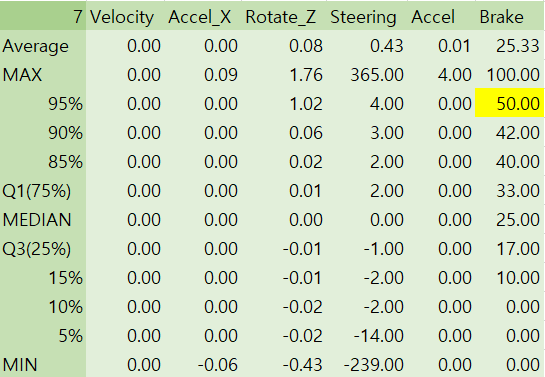 7 Velocity Accel_X Rotate_Z Steering Accel Brake
Average 0.00 0.00 0.08 0.43 0.01 25.33
MAX 0.00 0.09 1.76 365.00 4.00 100.00
95% 0.00 0.00 1.02 4.00 0.00 50.00
90% 0.00 0.00 0.06 3.00 0.00 42.00
85% 0.00 0.00 0.02 2.00 0.00 40.00
Q1(75%) 0.00 0.00 0.01 2.00 0.00 33.00
MEDIAN 0.00 0.00 0.00 0.00 0.00 25.00
Q3(25%) 0.00 0.00 -0.01 -1.00 0.00 17.00
15% 0.00 0.00 -0.01 -2.00 0.00 10.00
10% 0.00 0.00 -0.02 -2.00 0.00 0.00
5% 0.00 0.00 -0.02 -14.00 0.00 0.00
MIN 0.00 -0.06 -0.43 -239.00 0.00 0.00